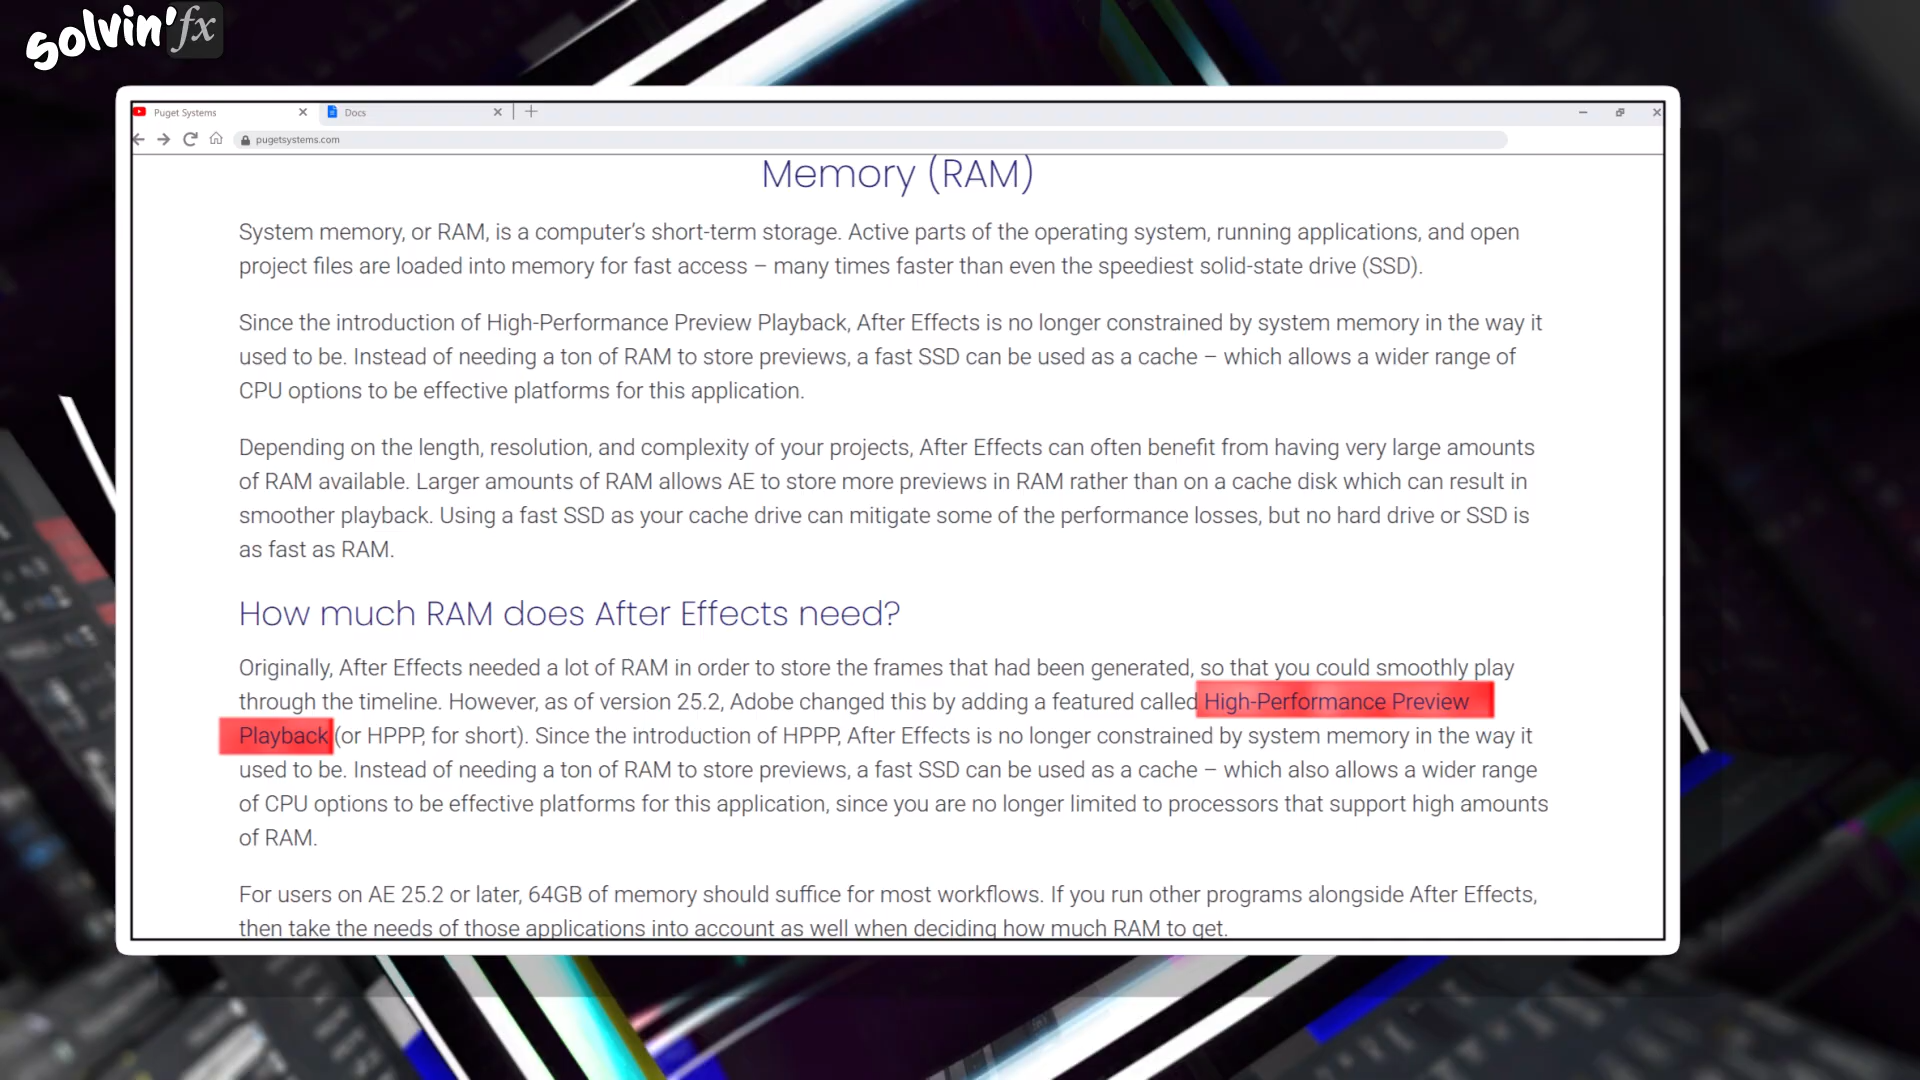 solvin'fx
Puget Systems
Docs
pugetsystems.com
Memory (RAM)
System memory, or RAM, is a computer’s short-term storage. Active parts of the operating system, running applications, and open
project files are loaded into memory for fast access – many times faster than even the speediest solid-state drive (SSD).
Since the introduction of High-Performance Preview Playback, After Effects is no longer constrained by system memory in the way it
used to be. Instead of needing a ton of RAM to store previews, a fast SSD can be used as a cache – which allows a wider range of
CPU options to be effective platforms for this application.
Depending on the length, resolution, and complexity of your projects, After Effects can often benefit from having very large amounts
of RAM available. Larger amounts of RAM allows AE to store more previews in RAM rather than on a cache disk which can result in
smoother playback. Using a fast SSD as your cache drive can mitigate some of the performance losses, but no hard drive or SSD is
as fast as RAM.
How much RAM does After Effects need?
Originally, After Effects needed a lot of RAM in order to store the frames that had been generated, so that you could smoothly play
through the timeline. However, as of version 25.2, Adobe changed this by adding a featured called High-Performance Preview
Playback (or HPPP, for short). Since the introduction of HPPP, After Effects is no longer constrained by system memory in the way it
used to be. Instead of needing a ton of RAM to store previews, a fast SSD can be used as a cache – which also allows a wider range
of CPU options to be effective platforms for this application, since you are no longer limited to processors that support high amounts
of RAM.
For users on AE 25.2 or later, 64GB of memory should suffice for most workflows. If you run other programs alongside After Effects,
then take the needs of those applications into account as well when deciding how much RAM to get.